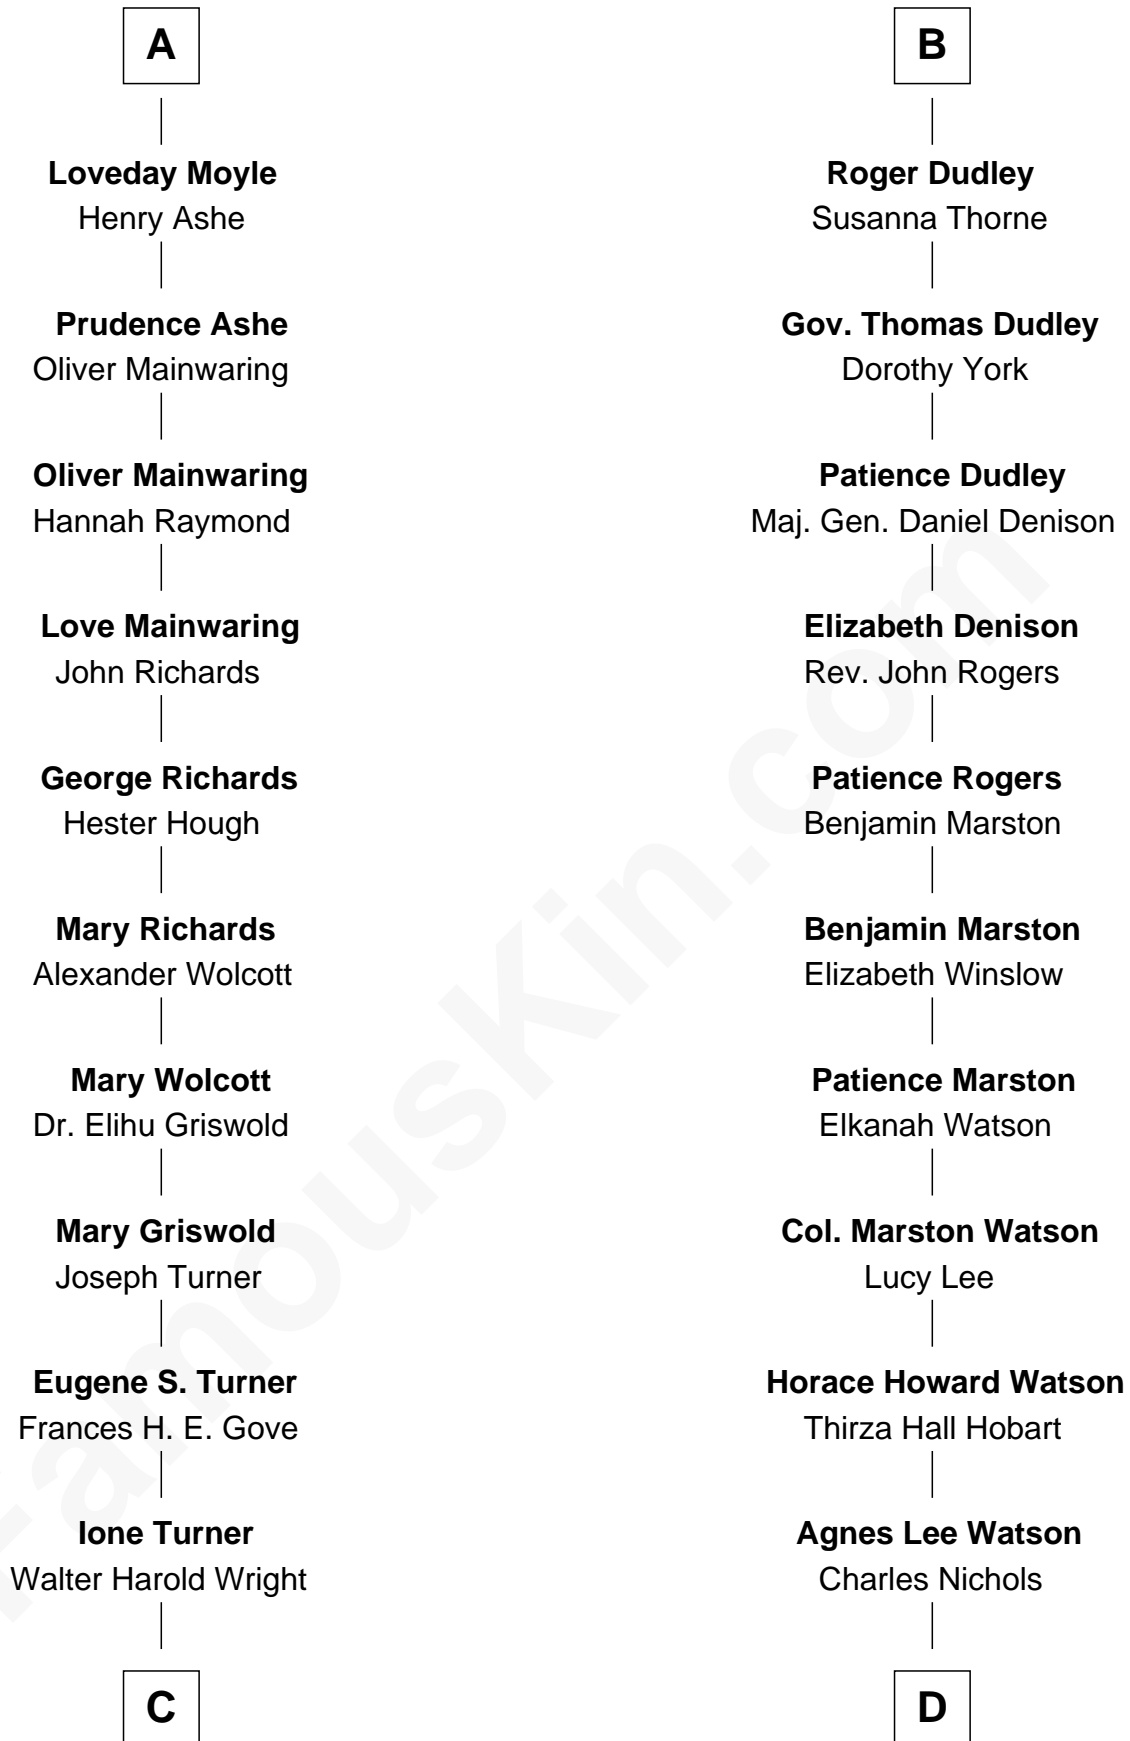 A
Loveday Moyle
Henry Ashe
Prudence Ashe
Oliver Mainwaring
Oliver Mainwaring
Hannah Raymond
Love Mainwaring
John Richards
George Richards
Hester Hough
Mary Richards
Alexander Wolcott
Mary Wolcott
Dr. Elihu Griswold
Mary Griswold
Joseph Turner
Eugene S. Turner
Frances H. E. Gove
Ione Turner
Walter Harold Wright
C
B
Roger Dudley
Susanna Thorne
Gov. Thomas Dudley
Dorothy York
Patience Dudley
Maj. Gen. Daniel Denison
Elizabeth Denison
Rev. John Rogers
Patience Rogers
Benjamin Marston
Benjamin Marston
Elizabeth Winslow
Patience Marston
Elkanah Watson
Col. Marston Watson
Lucy Lee
Horace Howard Watson
Thirza Hall Hobart
Agnes Lee Watson
Charles Nichols
D
FamousKin.com